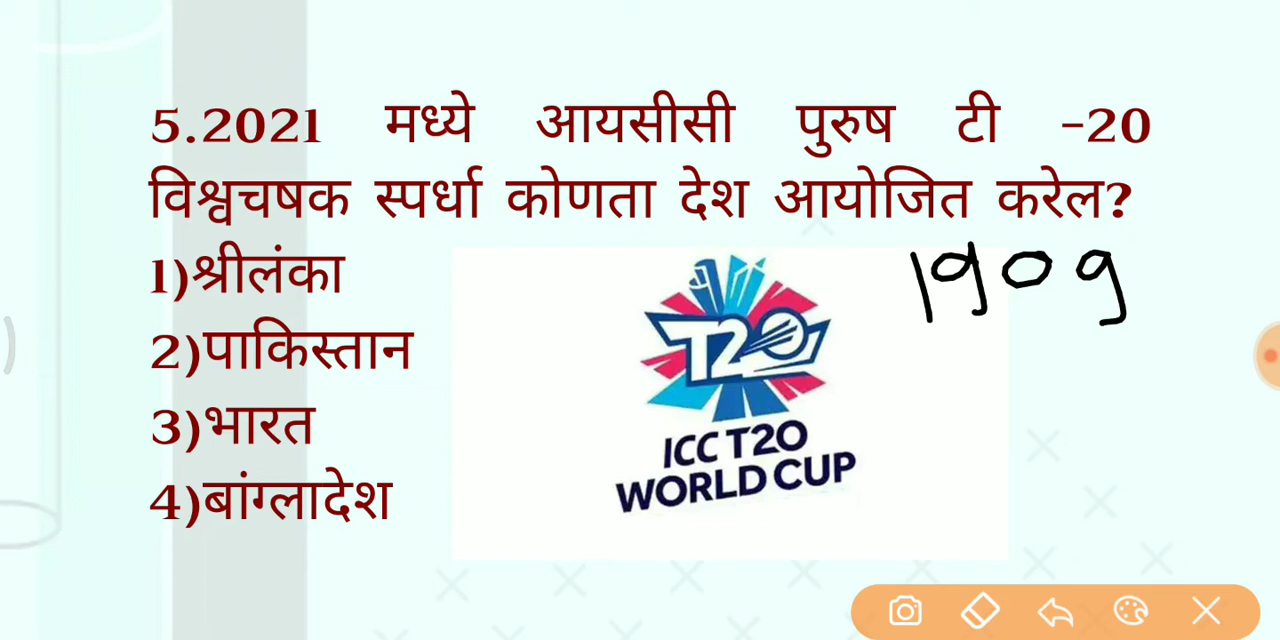 5.2021 मध्ये आयसीसी पुरुष टी -20
विश्वचषक स्पर्धा कोणता देश आयोजित करेल?
1)श्रीलंका
2)पाकिस्तान
3)भारत
4)बांग्लादेश
T20
ICC T20
WORLD CUP
1909